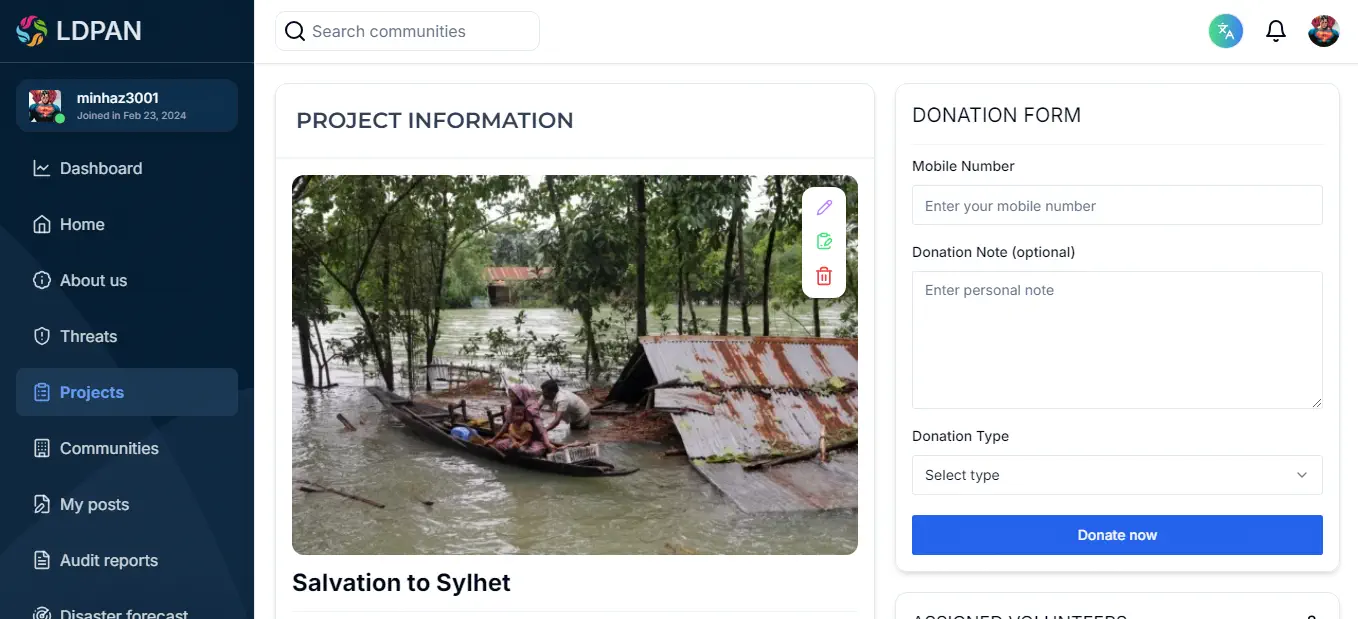 LDPAN
Search communities
minhaz3001
Joined in Feb 23, 2024
Dashboard
Home
About us
Threats
Projects
Communities
My posts
Audit reports
Disaster forecast
PROJECT INFORMATION
Salvation to Sylhet
DONATION FORM
Mobile Number
Enter your mobile number
Donation Note (optional)
Enter personal note
Donation Type
Select type
Donate now
ASSIGNED VOLUNTEERS